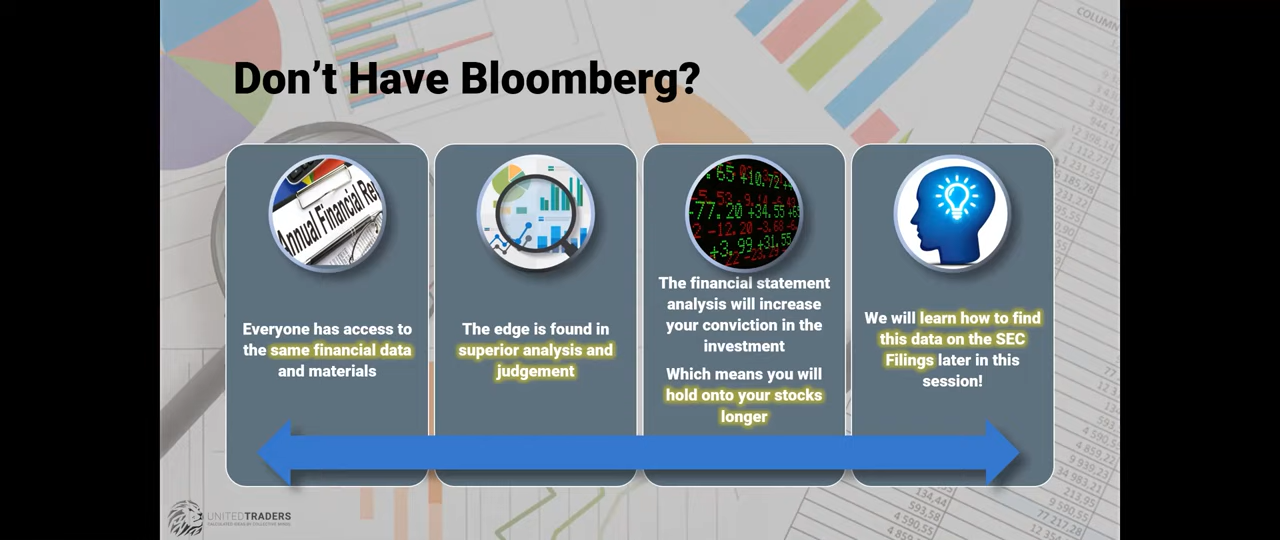 Don't Have Bloomberg?
Everyone has access to
the same financial data
and materials
The edge is found in
superior analysis and
judgement
The financial statement
analysis will increase
your conviction in the
investment
Which means you will
hold onto your stocks
longer
We will learn how to find
this data on the SEC
Filings later in this
session!
Annual Financial Re
UNITEDTRADERS